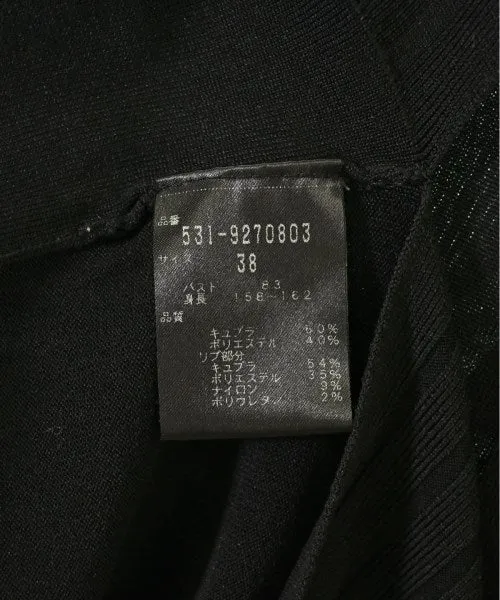 品番
531-9270803
サイズ
38
バスト 83
身長 158-162
品質
キュプラ 60%
ポリエステル 40%
リブ部分
キュプラ 54%
ポリエステル 35%
ナイロン 9%
ポリウレタン 2%